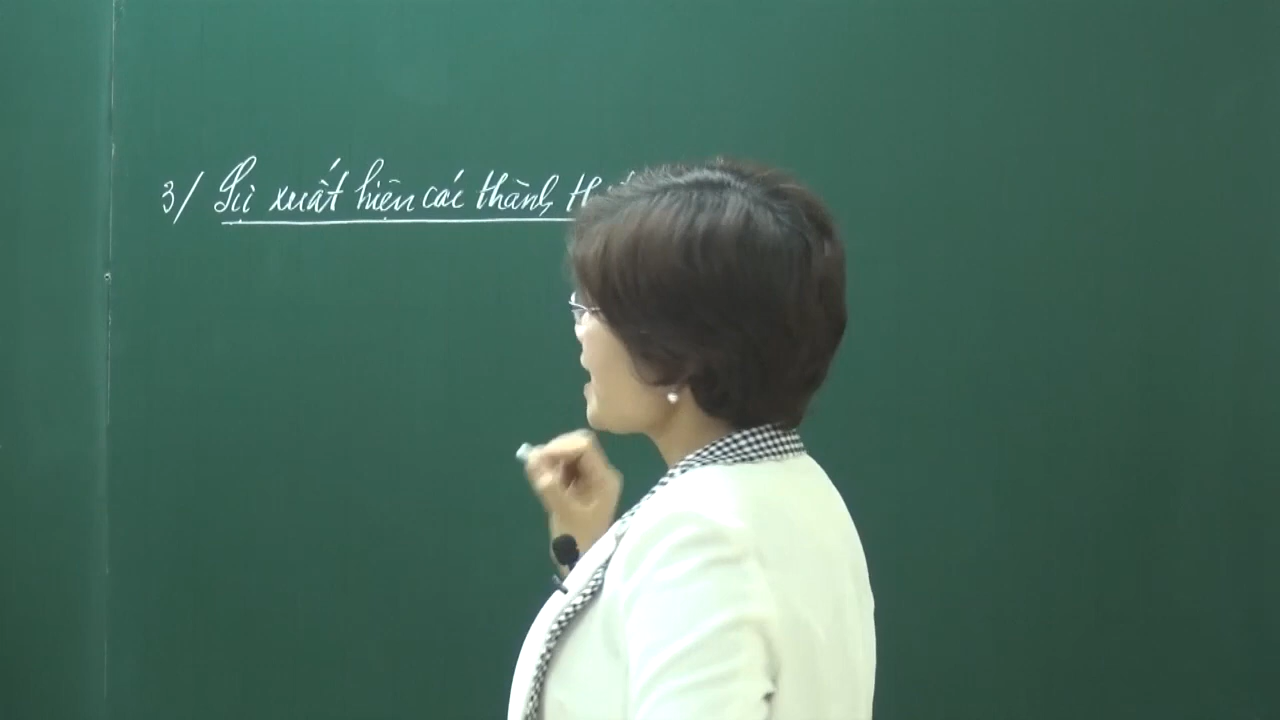 3/ Sự xuất hiện các thành